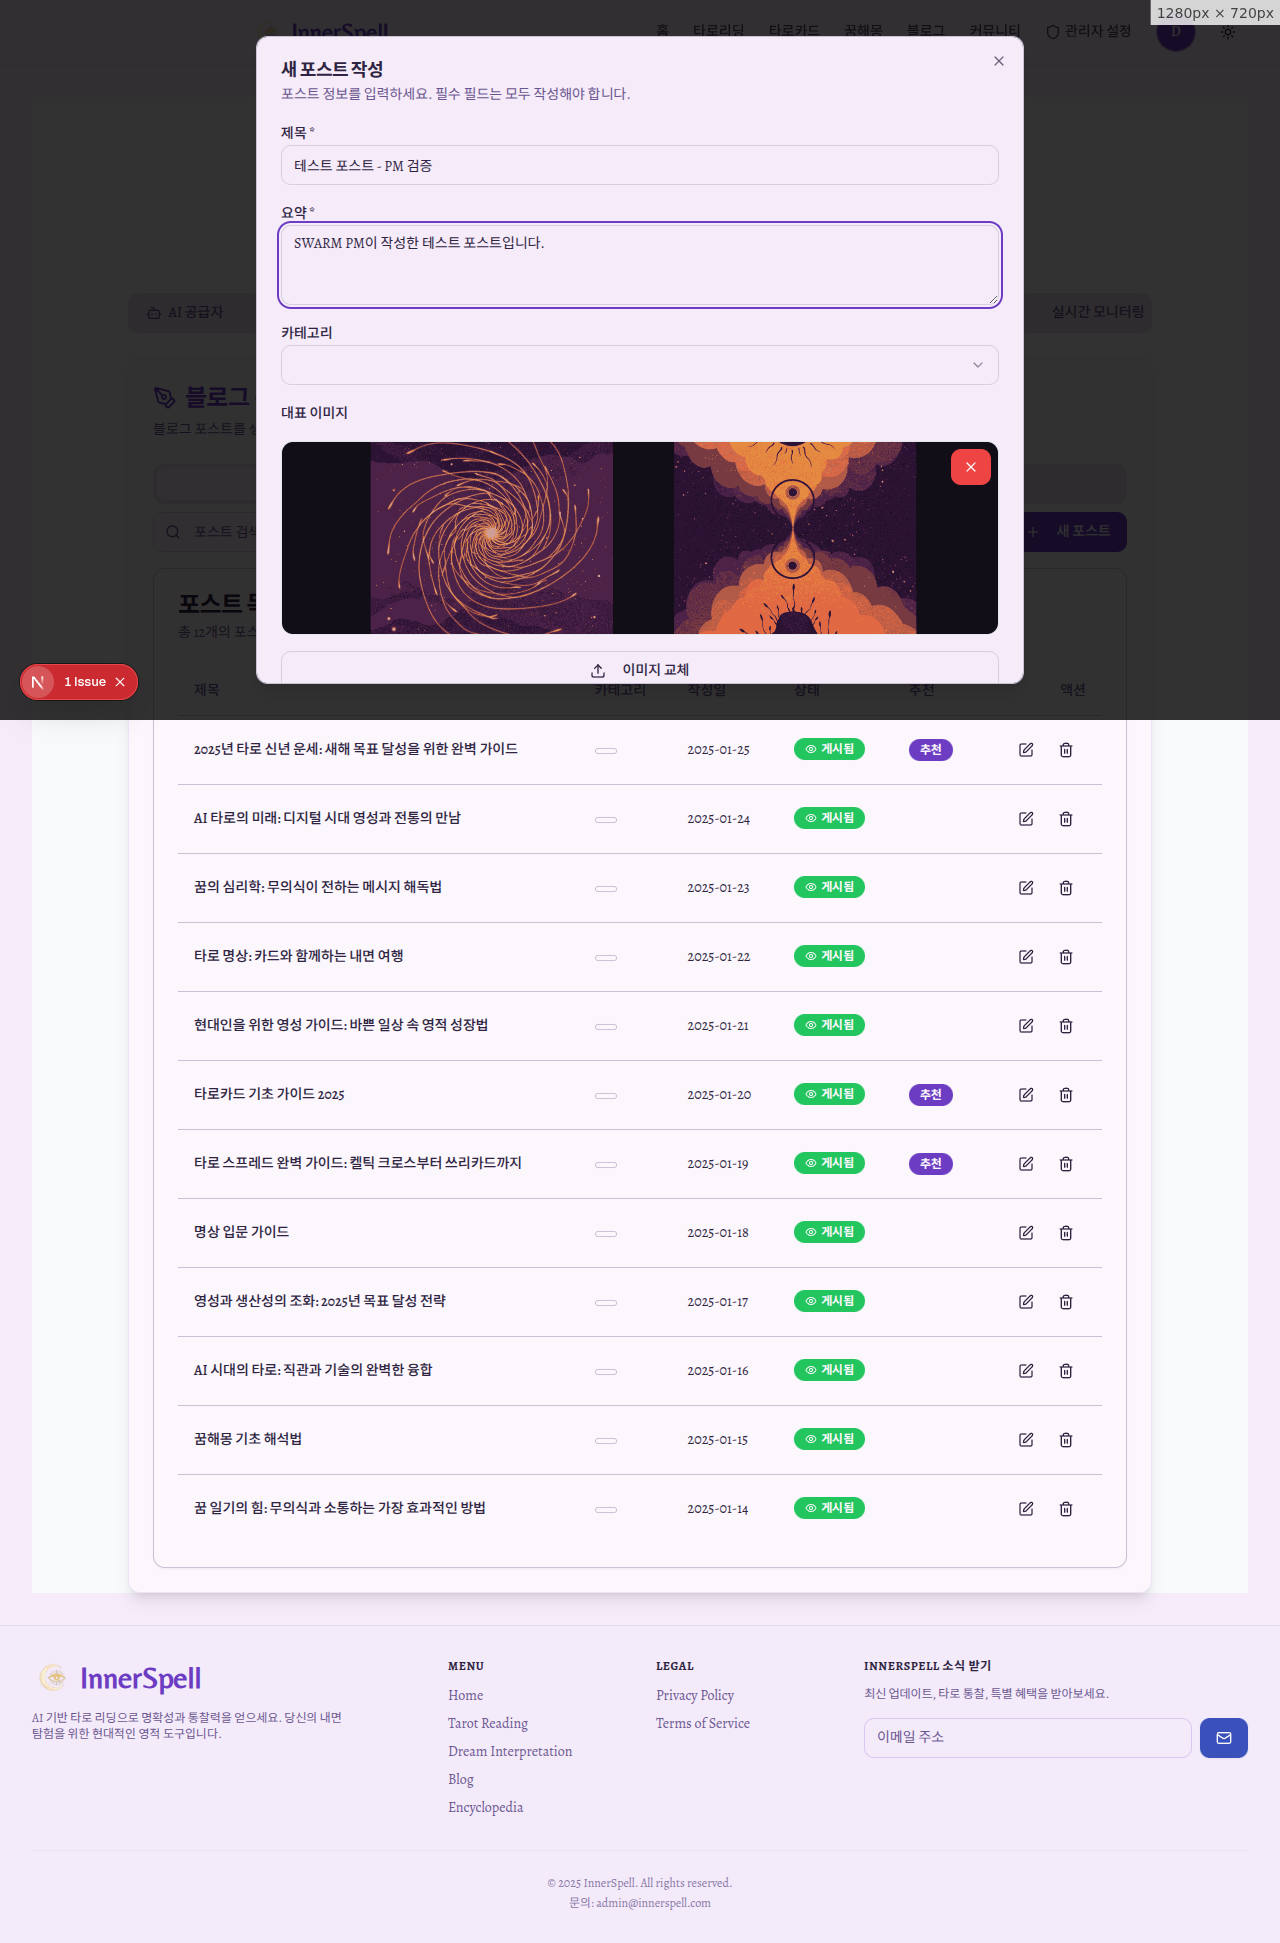 1280px × 720px
InnerSpell
홈 타로리딩 타로카드 꿈해몽 블로그 커뮤니티 관리자 설정 D
새 포스트 작성
포스트 정보를 입력하세요. 필수 필드는 모두 작성해야 합니다.
제목 *
테스트 포스트 - PM 검증
요약 *
SWARM PM이 작성한 테스트 포스트입니다.
AI 공급자
실시간 모니터링
카테고리
블로그
대표 이미지
블로그 포스트를
포스트 검색
새 포스트
포스트
총 12개의 포스
이미지 교체
1 Issue
제목 카테고리 작성일 상태 추천 액션
2025년 타로 신년 운세: 새해 목표 달성을 위한 완벽 가이드 2025-01-25 게시됨 추천
AI 타로의 미래: 디지털 시대 영성과 전통의 만남 2025-01-24 게시됨
꿈의 심리학: 무의식이 전하는 메시지 해독법 2025-01-23 게시됨
타로 명상: 카드와 함께하는 내면 여행 2025-01-22 게시됨
현대인을 위한 영성 가이드: 바쁜 일상 속 영적 성장법 2025-01-21 게시됨
타로카드 기초 가이드 2025 2025-01-20 게시됨 추천
타로 스프레드 완벽 가이드: 켈틱 크로스부터 쓰리카드까지 2025-01-19 게시됨 추천
명상 입문 가이드 2025-01-18 게시됨
영성과 생산성의 조화: 2025년 목표 달성 전략 2025-01-17 게시됨
AI 시대의 타로: 직관과 기술의 완벽한 융합 2025-01-16 게시됨
꿈해몽 기초 해석법 2025-01-15 게시됨
꿈 일기의 힘: 무의식과 소통하는 가장 효과적인 방법 2025-01-14 게시됨
InnerSpell
AI 기반 타로 리딩으로 명확성과 통찰력을 얻으세요. 당신의 내면
탐험을 위한 현대적인 영적 도구입니다.
MENU
Home
Tarot Reading
Dream Interpretation
Blog
Encyclopedia
LEGAL
Privacy Policy
Terms of Service
INNERSPELL 소식 받기
최신 업데이트, 타로 통찰, 특별 혜택을 받아보세요.
이메일 주소
© 2025 InnerSpell. All rights reserved.
문의: admin@innerspell.com